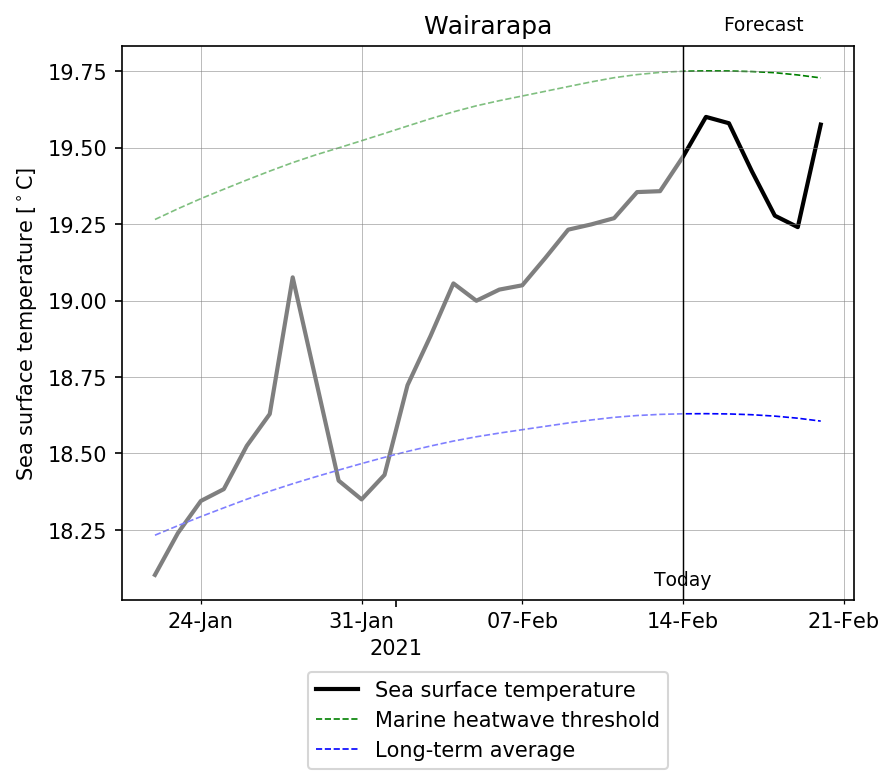 Wairarapa
Forecast
Sea surface temperature [°C]
19.75
19.50
19.25
19.00
18.75
18.50
18.25
Today
24-Jan
31-Jan
07-Feb
14-Feb
21-Feb
2021
Sea surface temperature
Marine heatwave threshold
Long-term average